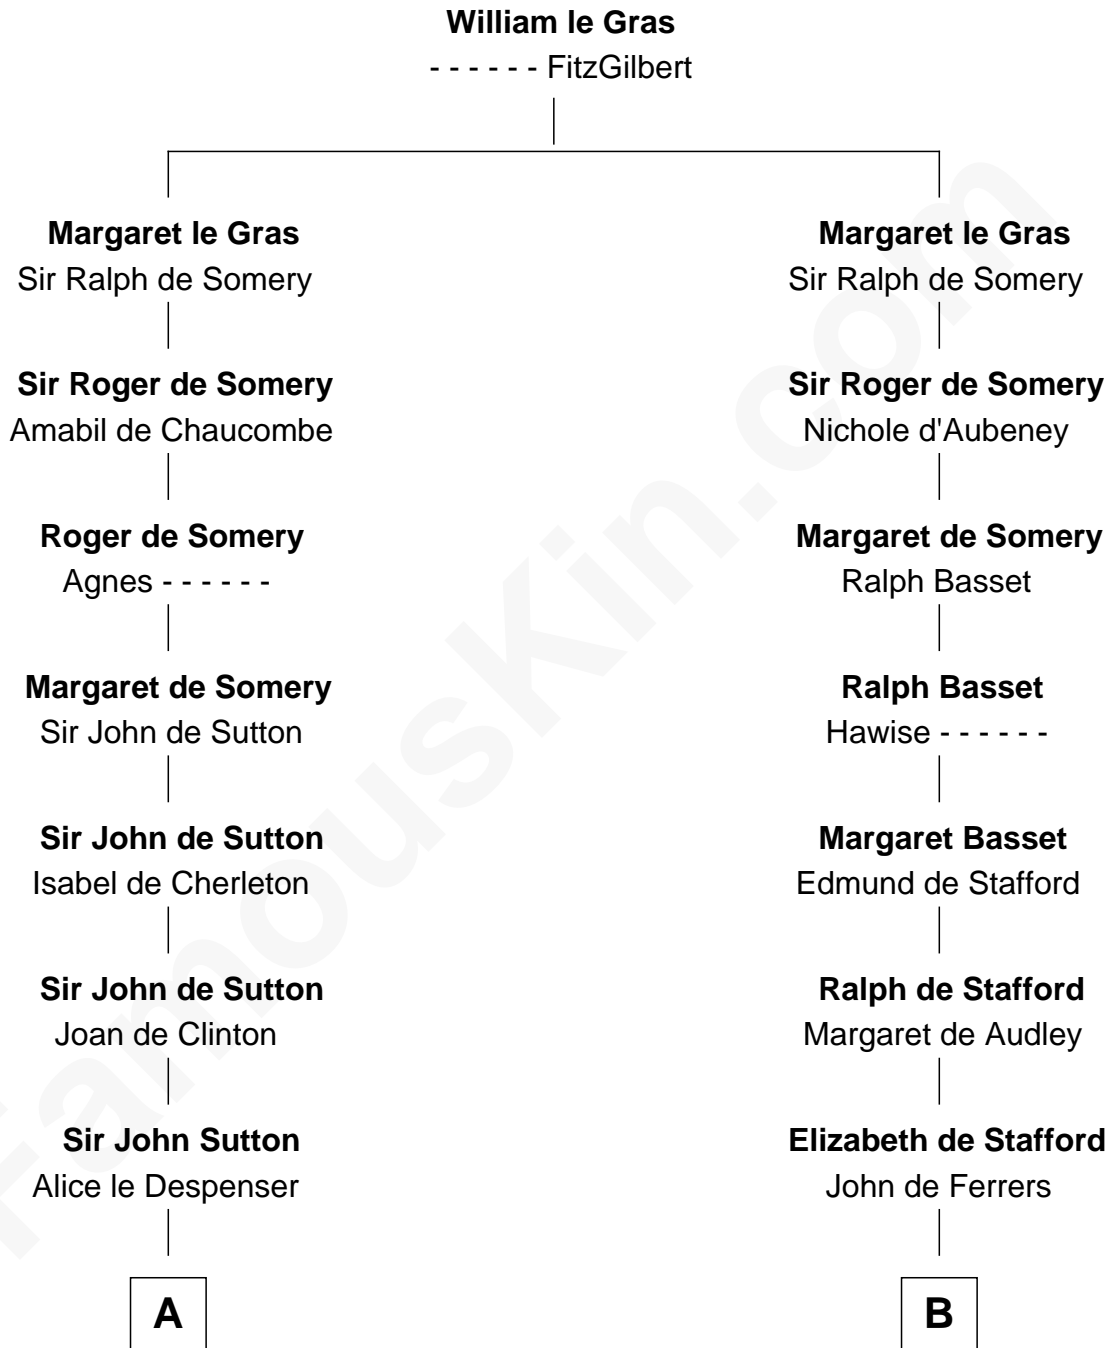 William le Gras
- - - - - - FitzGilbert
Margaret le Gras
Sir Ralph de Somery
Margaret le Gras
Sir Ralph de Somery
Sir Roger de Somery
Amabil de Chaucombe
Sir Roger de Somery
Nichole d'Aubeney
Roger de Somery
Agnes - - - - - -
Margaret de Somery
Ralph Basset
Margaret de Somery
Sir John de Sutton
Ralph Basset
Hawise - - - - - -
Sir John de Sutton
Isabel de Cherleton
Margaret Basset
Edmund de Stafford
Sir John de Sutton
Joan de Clinton
Ralph de Stafford
Margaret de Audley
Sir John Sutton
Alice le Despenser
Elizabeth de Stafford
John de Ferrers
A
B
FamousKin.com